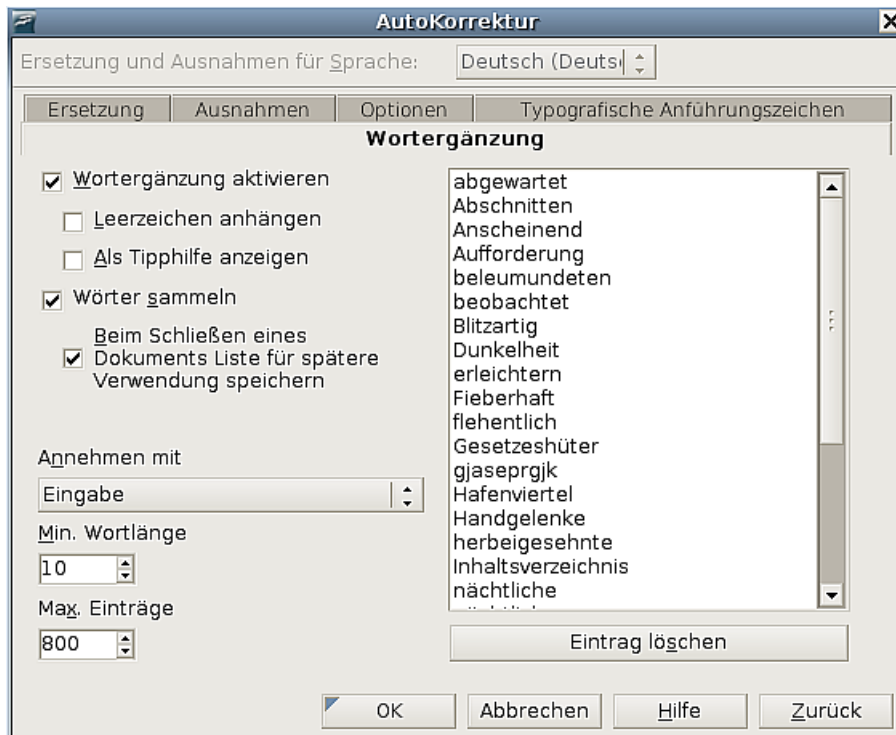 AutoKorrektur
Ersetzung und Ausnahmen für Sprache:
Deutsch (Deuts
Ersetzung
Ausnahmen
Optionen
Typografische Anführungszeichen
Wortergänzung
Wortergänzung aktivieren
Leerzeichen anhängen
Als Tipphilfe anzeigen
Wörter sammeln
Beim Schließen eines
Dokuments Liste für spätere
Verwendung speichern
Annehmen mit
Eingabe
Min. Wortlänge
10
Max. Einträge
800
abgewartet
Abschnitten
Anscheinend
Aufforderung
beleumundeten
beobachtet
Blitzartig
Dunkelheit
erleichtern
Fieberhaft
flehentlich
Gesetzeshüter
gjaseprgjk
Hafenviertel
Handgelenke
herbeigesehnte
Inhaltsverzeichnis
nächtliche
Eintrag löschen
OK
Abbrechen
Hilfe
Zurück